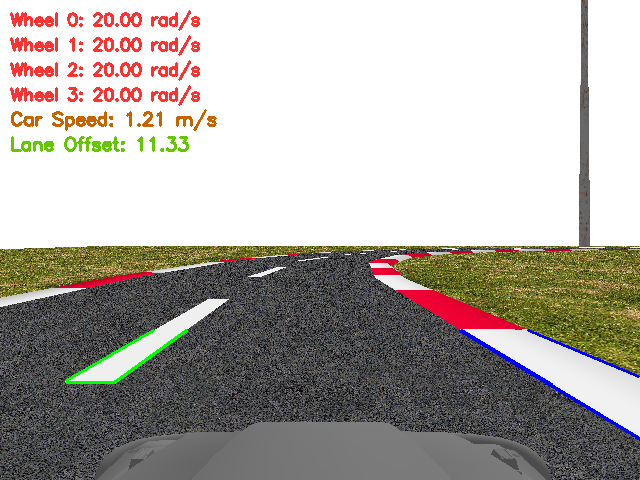 Wheel 0: 20.00 rad/s
Wheel 1: 20.00 rad/s
Wheel 2: 20.00 rad/s
Wheel 3: 20.00 rad/s
Car Speed: 1.21 m/s
Lane Offset: 11.33